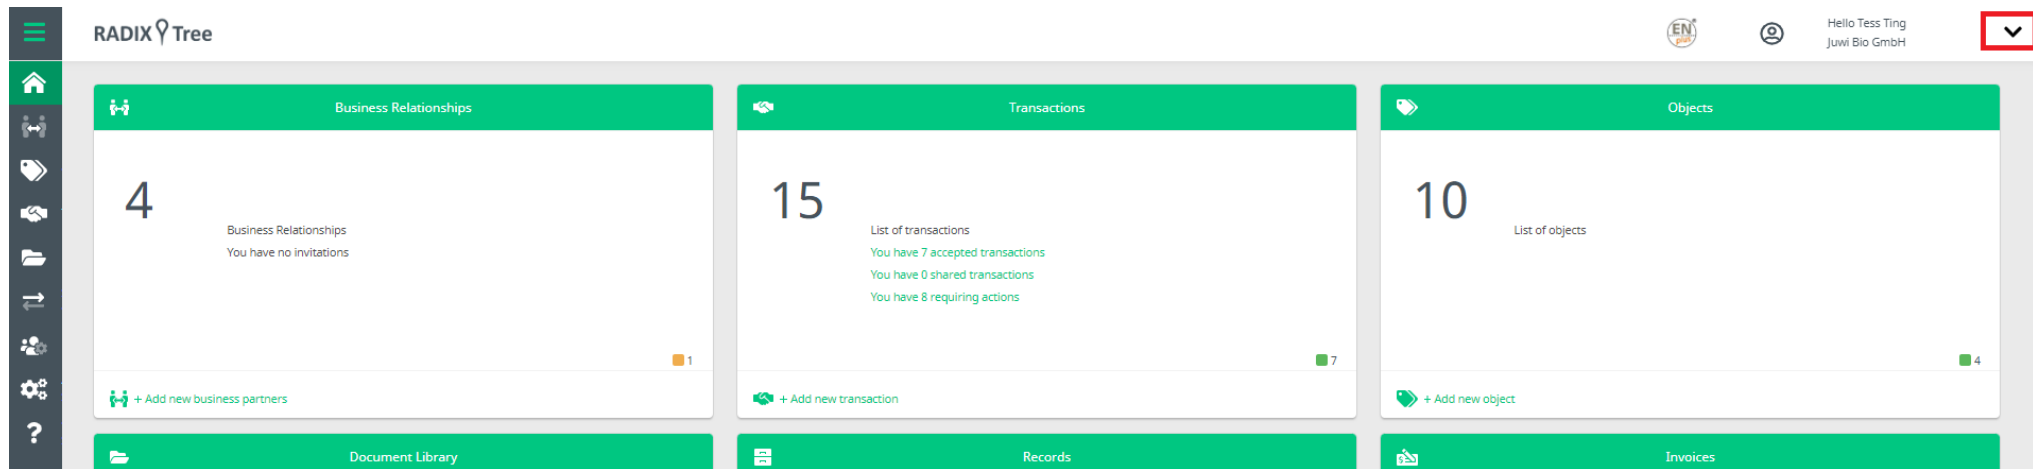 RADIX Tree
EN plus
Hello Tess Ting
Juwi Bio GmbH
Business Relationships
4
Business Relationships
You have no invitations
1
+ Add new business partners
Transactions
15
List of transactions
You have 7 accepted transactions
You have 0 shared transactions
You have 8 requiring actions
7
+ Add new transaction
Objects
10
List of objects
4
+ Add new object
?
Document Library
Records
Invoices